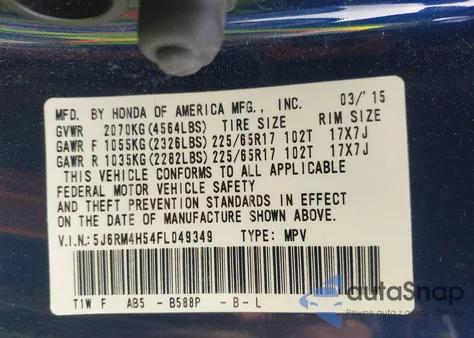 MFD. BY HONDA OF AMERICA MFG., INC. 03/'15
GVWR 2070KG(4564LBS) TIRE SIZE RIM SIZE
GAWR F 1055KG(2326LBS) 225/65R17 102T 17X7J
GAWR R 1035KG(2282LBS) 225/65R17 102T 17X7J
THIS VEHICLE CONFORMS TO ALL APPLICABLE
FEDERAL MOTOR VEHICLE SAFETY
AND THEFT PREVENTION STANDARDS IN EFFECT
ON THE DATE OF MANUFACTURE SHOWN ABOVE.
V.I.N.:5J6RM4H54FL049349 TYPE: MPV
T1W F AB5 - B588P -B-L
autoSnap
Pewne auta z